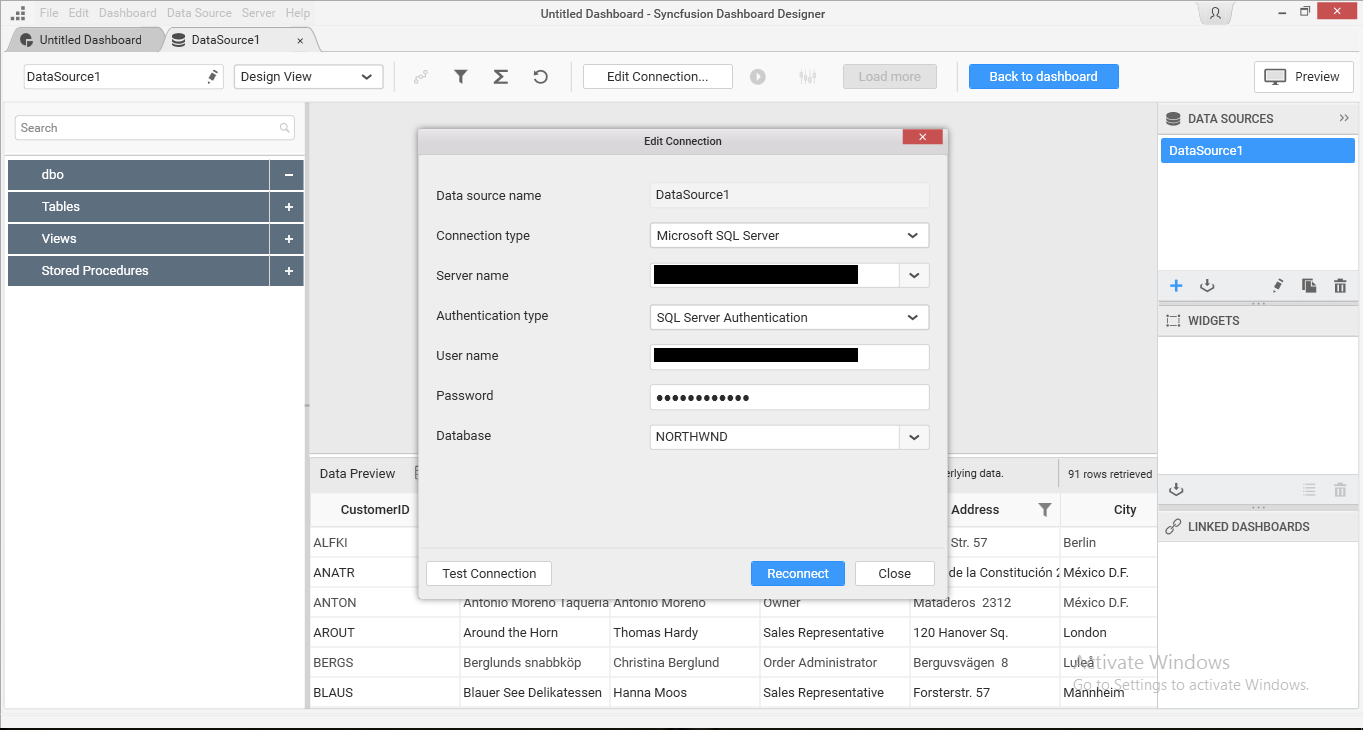 File Edit Dashboard Data Source Server Help
Untitled Dashboard - Syncfusion Dashboard Designer
Untitled Dashboard
DataSource1
DataSource1
Design View
Edit Connection...
Load more
Back to dashboard
Preview
Search
dbo
Tables
Views
Stored Procedures
Edit Connection
Data source name DataSource1
Connection type Microsoft SQL Server
Server name
Authentication type SQL Server Authentication
User name
Password ●●●●●●●●●●●●
Database NORTHWND
Test Connection Reconnect Close
DATA SOURCES
DataSource1
WIDGETS
LINKED DASHBOARDS
Data Preview data. 91 rows retrieved
CustomerID Address City
ALFKI Str. 57 Berlin
ANATR de la Constitución México D.F.
ANTON Antonio Moreno Taquería Antonio Moreno Owner Mataderos 2312 México D.F.
AROUT Around the Horn Thomas Hardy Sales Representative 120 Hanover Sq. London
BERGS Berglunds snabbköp Christina Berglund Order Administrator Berguvsvägen 8 Luleå
BLAUS Blauer See Delikatessen Hanna Moos Sales Representative Forsterstr. 57 Mannheim
Activate Windows
Go to Settings to activate Windows.